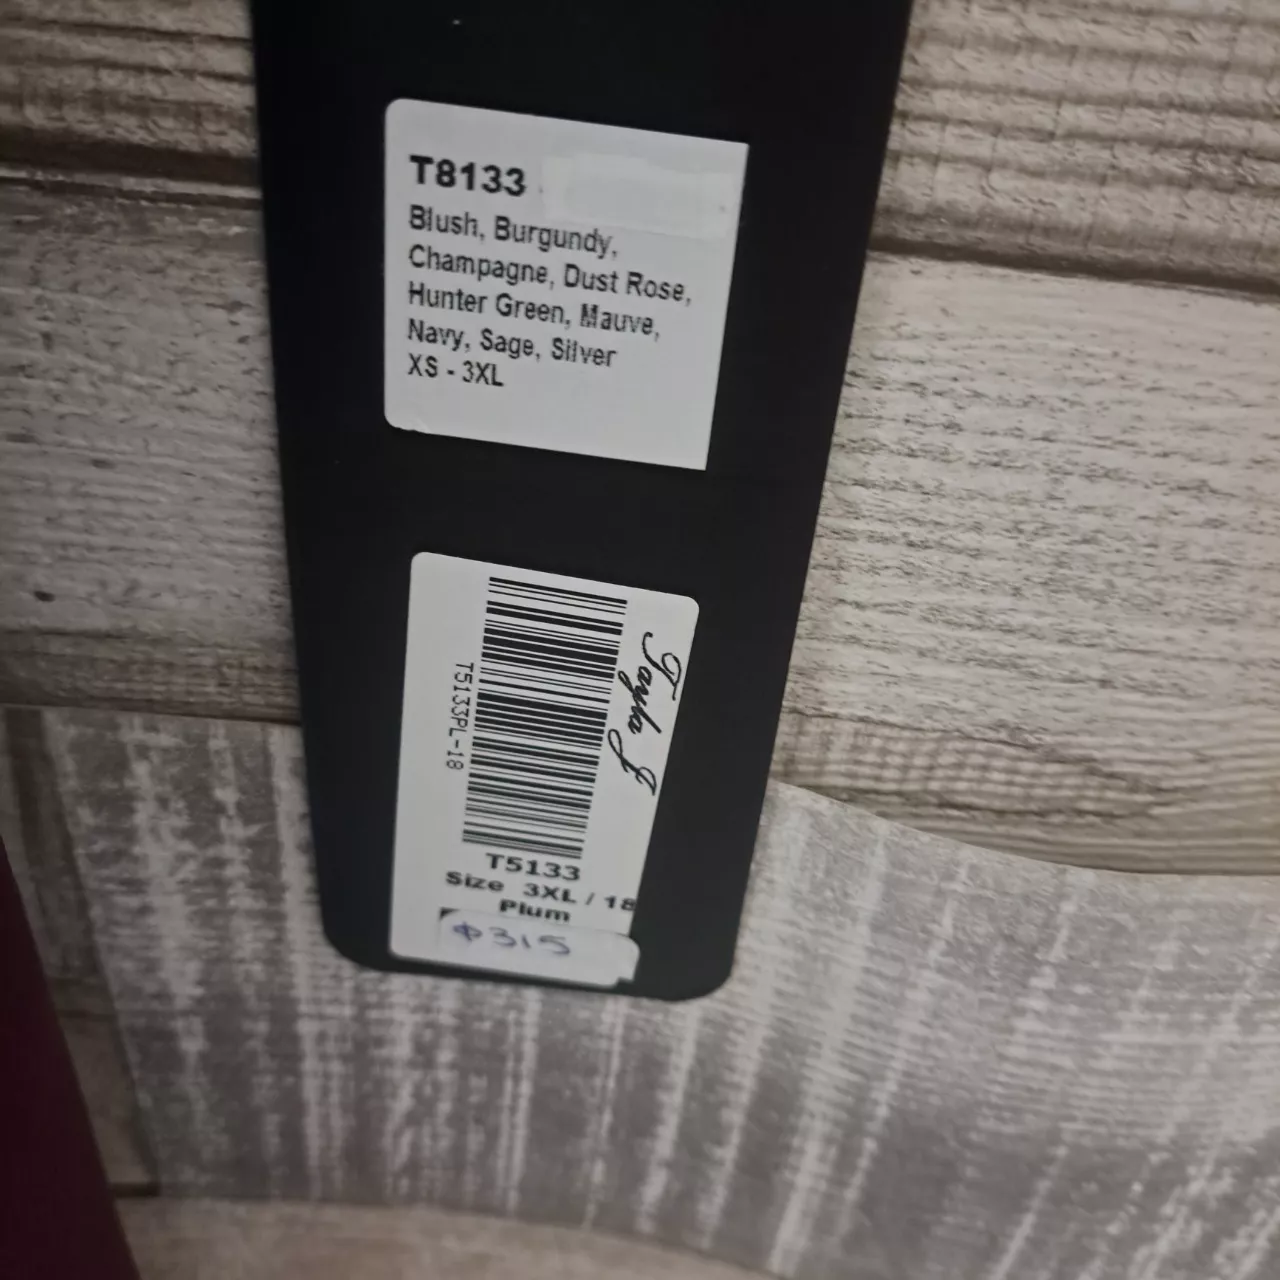 T8133
Blush, Burgundy,
Champagne, Dust Rose,
Hunter Green, Mauve,
Navy, Sage, Silver
XS - 3XL
Tayla J
T5133PL-18
T5133
Size 3XL / 18
Plum
$315